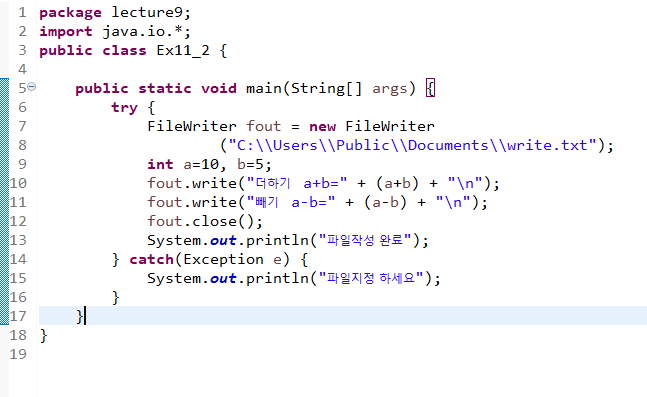 1 package lecture9;
2 import java.io.*;
3 public class Ex11_2 {
4
5 public static void main(String[] args) {
6 try {
7 FileWriter fout = new FileWriter
8 ("C:\\Users\\Public\\Documents\\write.txt");
9 int a=10, b=5;
10 fout.write("더하기 a+b=" + (a+b) + "\n");
11 fout.write("빼기 a-b=" + (a-b) + "\n");
12 fout.close();
13 System.out.println("파일작성 완료");
14 } catch(Exception e) {
15 System.out.println("파일지정 하세요");
16 }
17 }
18 }
19